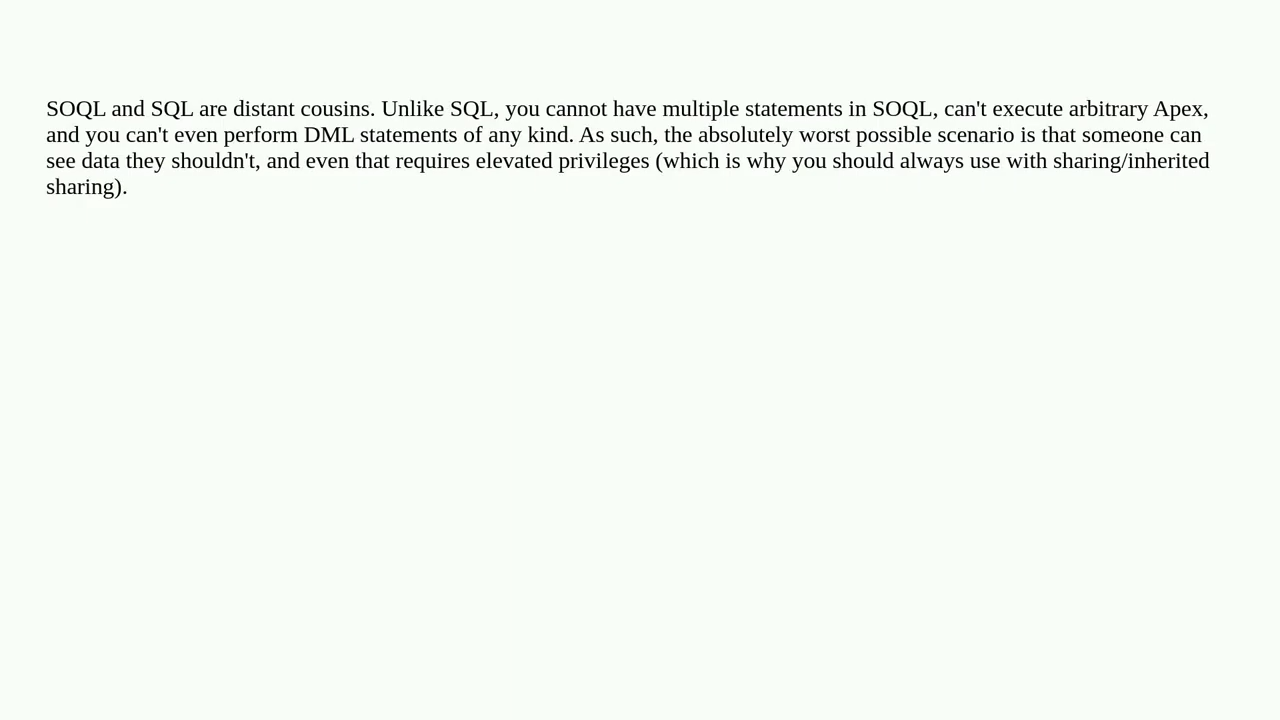 SOQL and SQL are distant cousins. Unlike SQL, you cannot have multiple statements in SOQL, can't execute arbitrary Apex,
and you can't even perform DML statements of any kind. As such, the absolutely worst possible scenario is that someone can
see data they shouldn't, and even that requires elevated privileges (which is why you should always use with sharing/inherited
sharing).